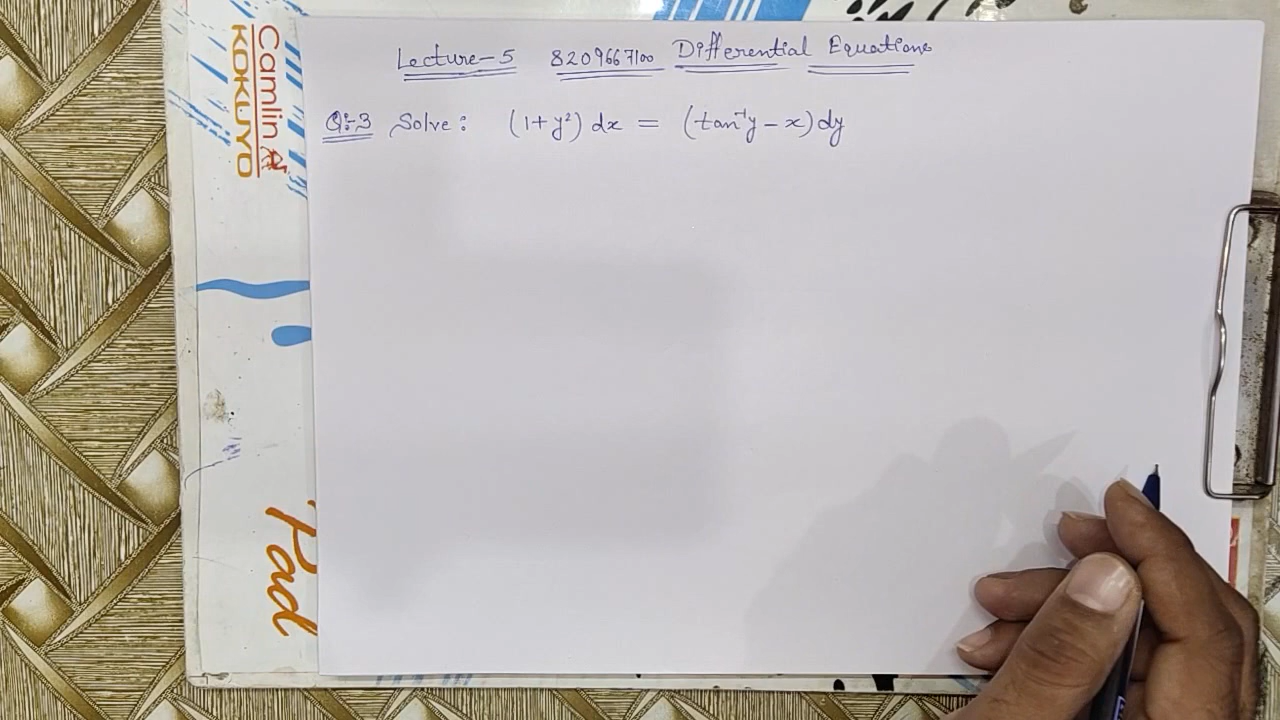 Lecture-5 8209667100 Differential Equations
Q:-3 Solve: (1+y²) dx = (tan⁻¹y - x) dy
Camlin
KOKUYO
Pad